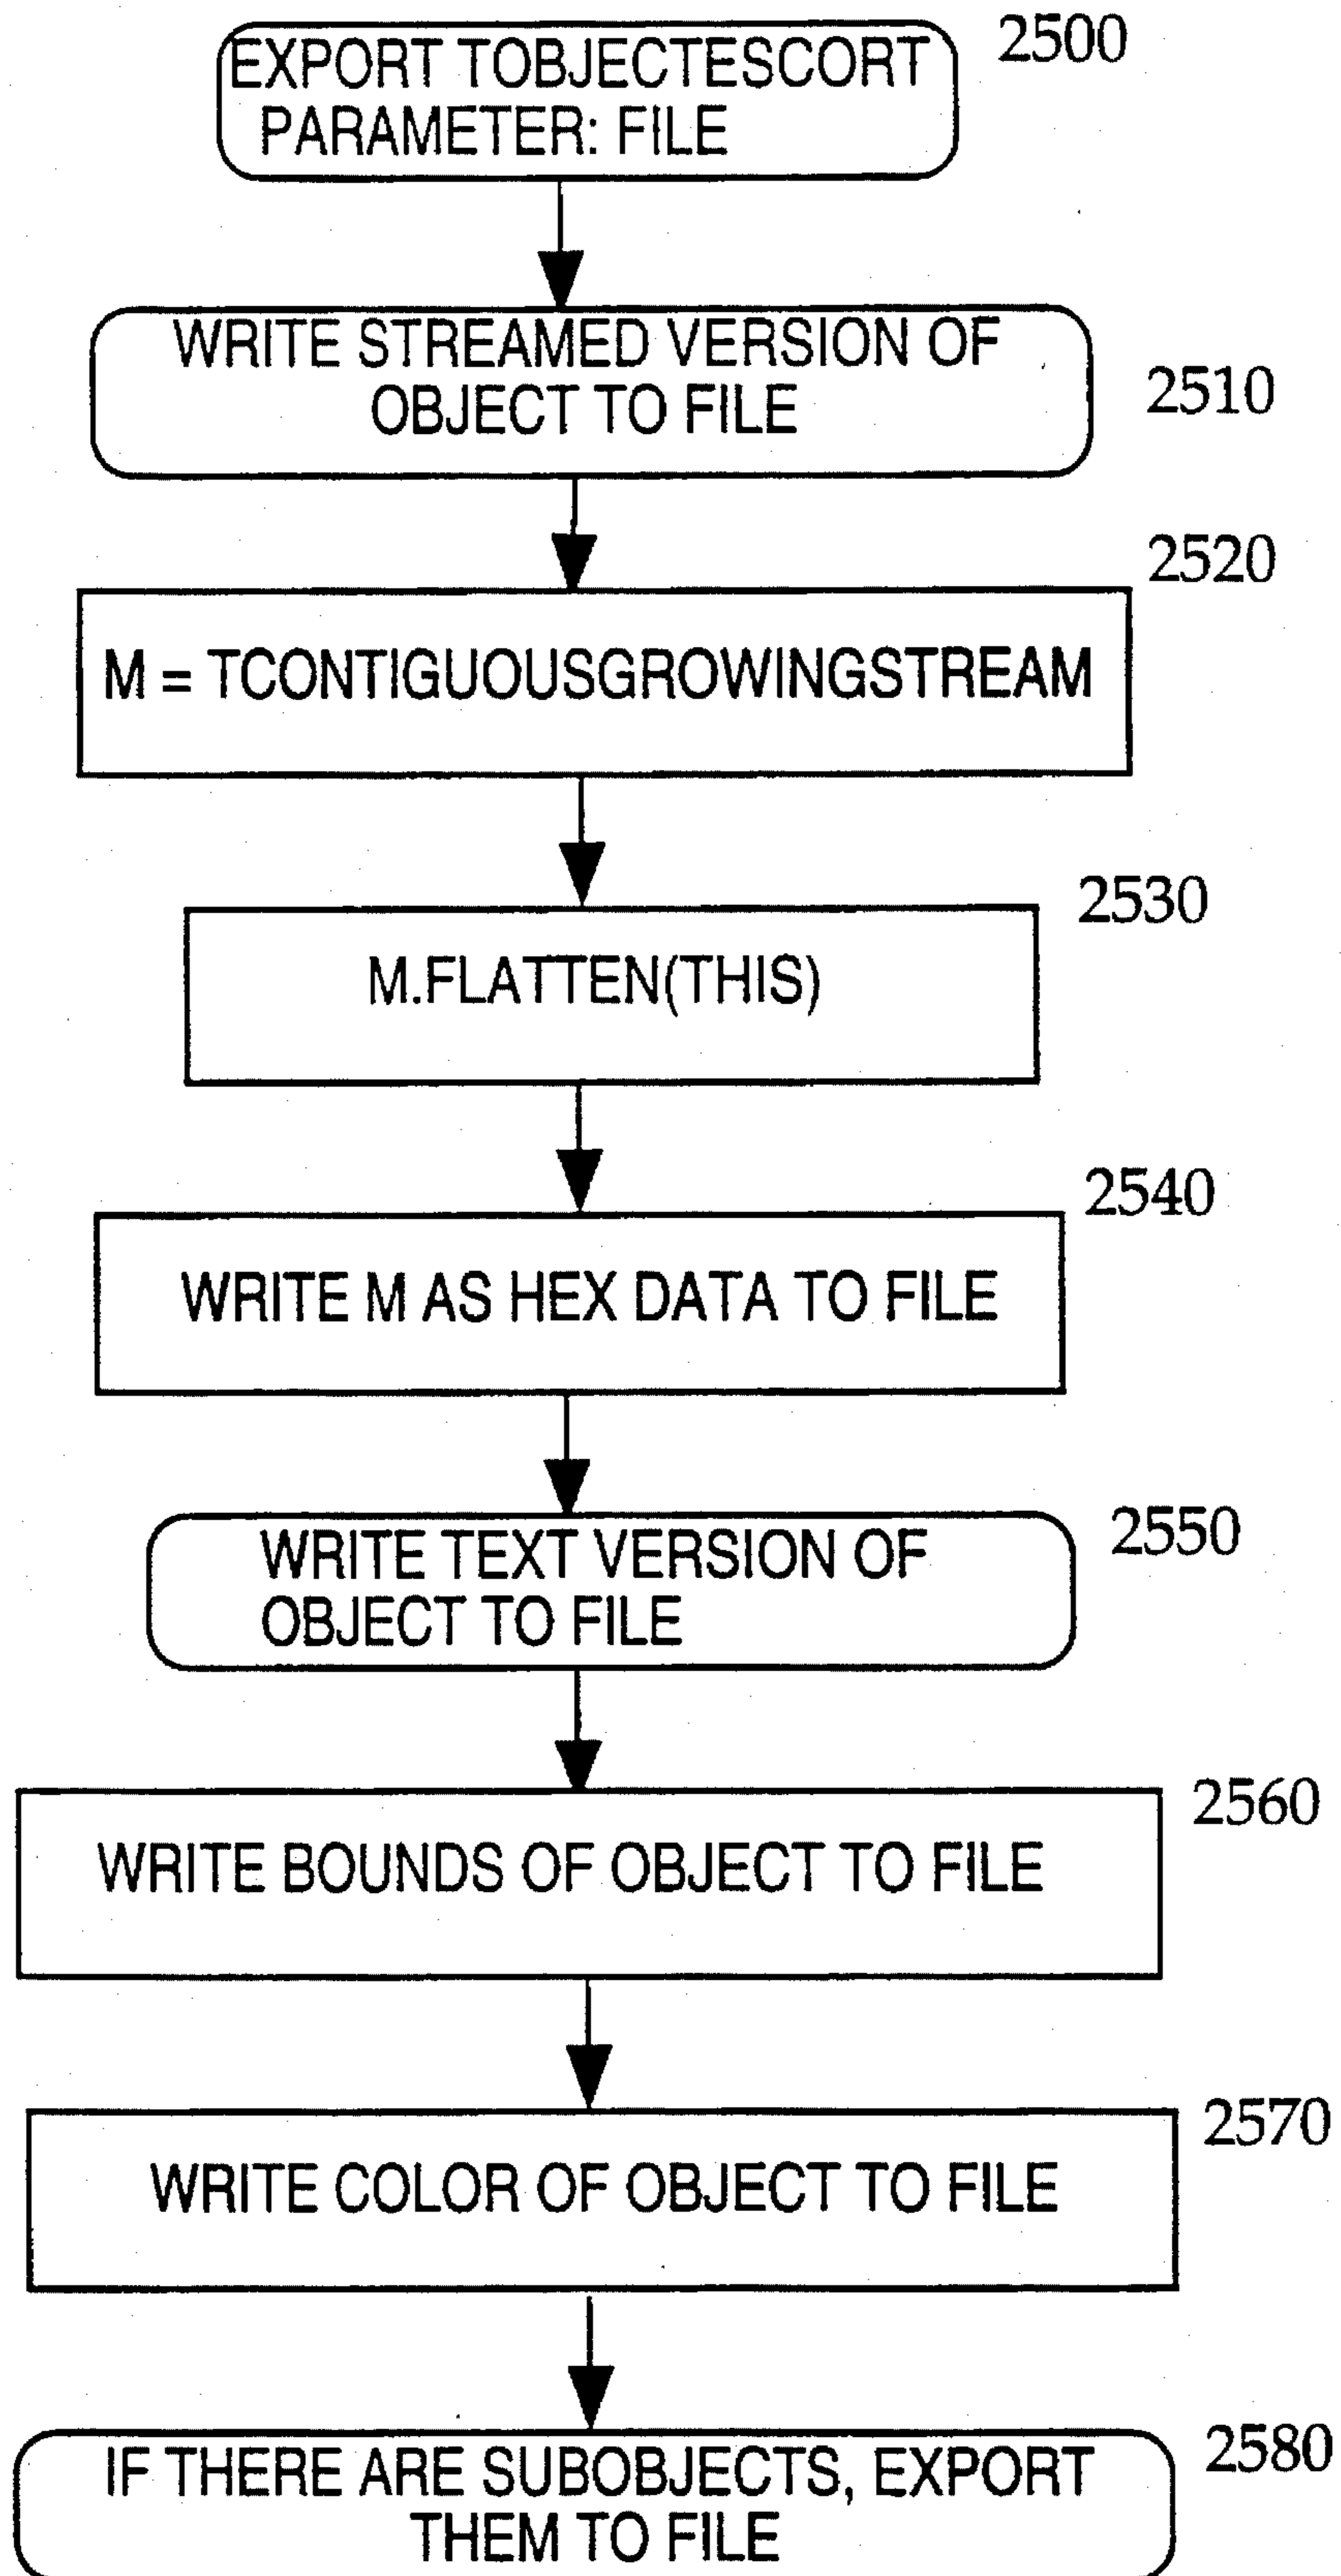 EXPORT TOBJECTESCORT
PARAMETER: FILE
2500
WRITE STREAMED VERSION OF
OBJECT TO FILE
2510
2520
M = TCONTIGUOUSGROWINGSTREAM
2530
M.FLATTEN(THIS)
2540
WRITE M AS HEX DATA TO FILE
2550
WRITE TEXT VERSION OF
OBJECT TO FILE
2560
WRITE BOUNDS OF OBJECT TO FILE
2570
WRITE COLOR OF OBJECT TO FILE
2580
IF THERE ARE SUBOBJECTS, EXPORT
THEM TO FILE